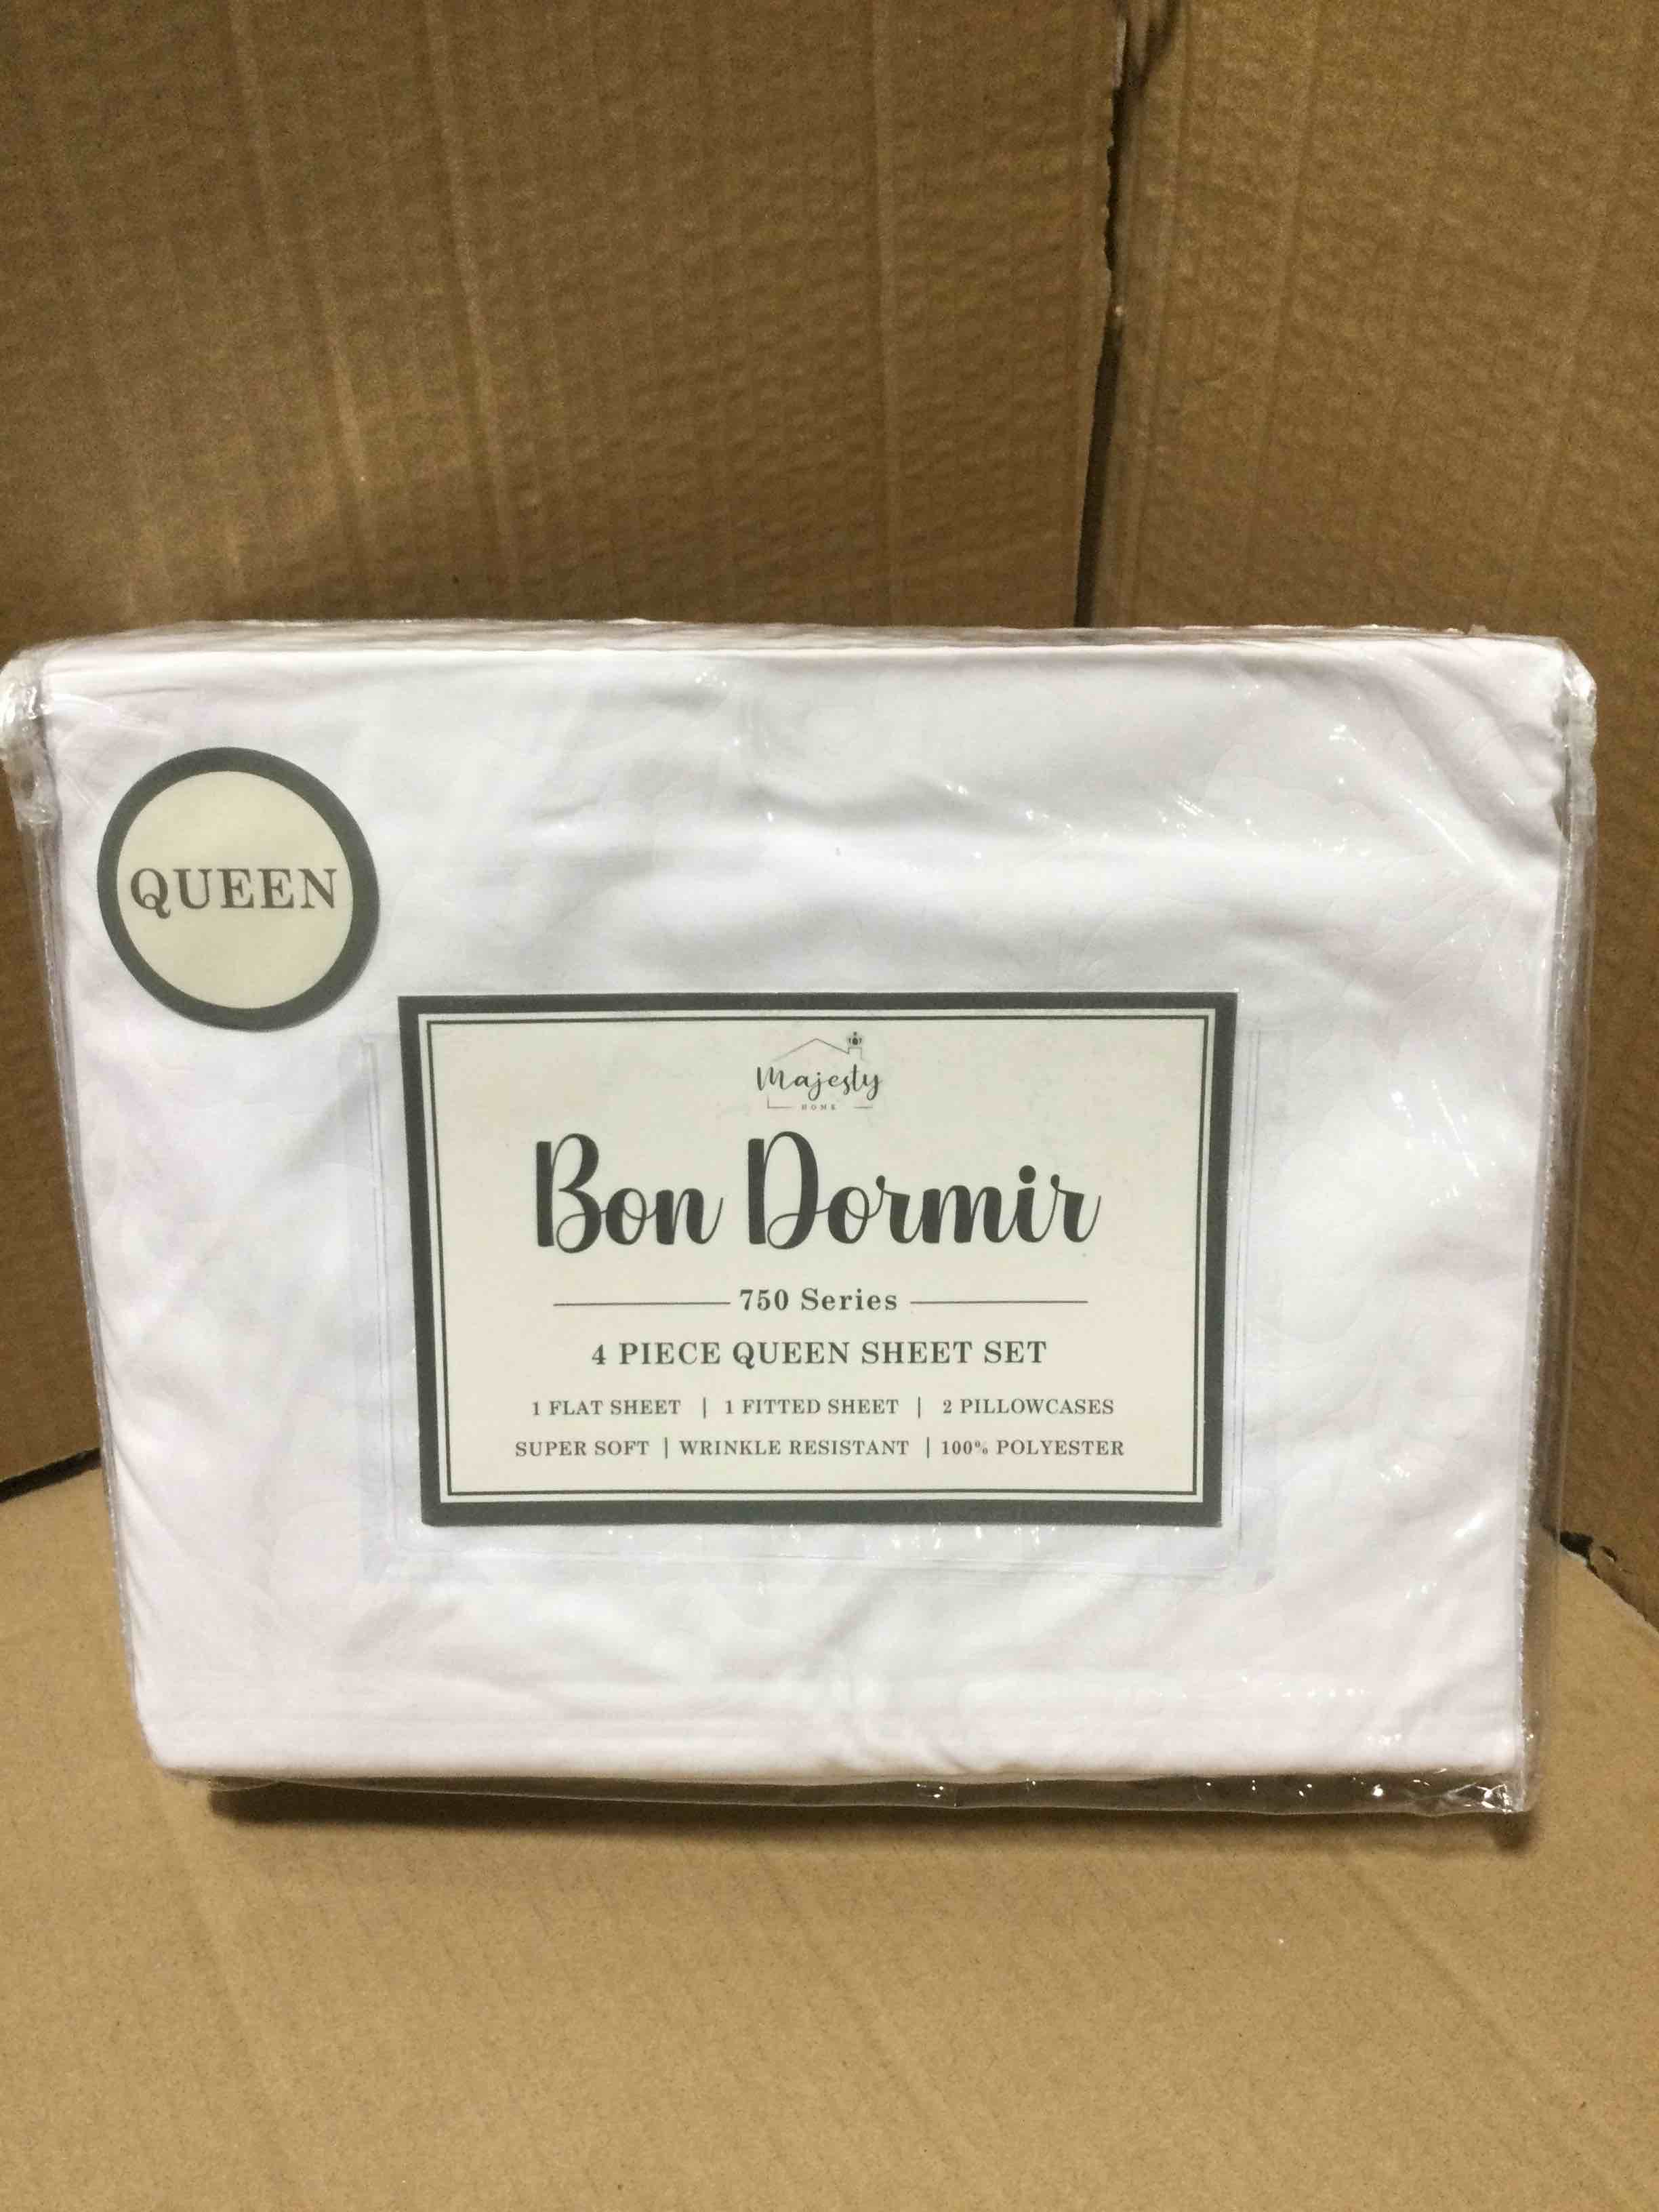 QUEEN
Majesty
HOME
Bon Dormir
750 Series
4 PIECE QUEEN SHEET SET
1 FLAT SHEET | 1 FITTED SHEET | 2 PILLOWCASES
SUPER SOFT | WRINKLE RESISTANT | 100% POLYESTER